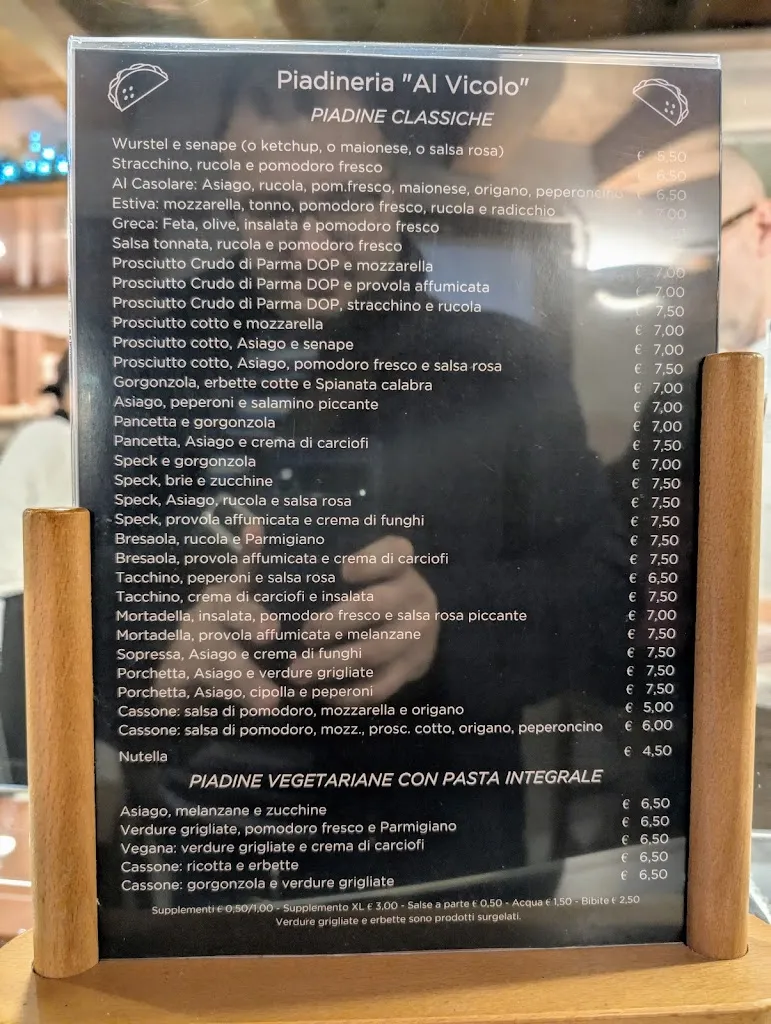 Piadineria "Al Vicolo"
PIADINE CLASSICHE
Wurstel e senape (o ketchup, o maionese, o salsa rosa) € 5,50
Stracchino, rucola e pomodoro fresco € 6,50
Al Casolare: Asiago, rucola, pom.fresco, maionese, origano, peperoncino € 6,50
Estiva: mozzarella, tonno, pomodoro fresco, rucola e radicchio € 7,00
Greca: Feta, olive, insalata e pomodoro fresco
Salsa tonnata, rucola e pomodoro fresco
Prosciutto Crudo di Parma DOP e mozzarella € 7,00
Prosciutto Crudo di Parma DOP e provola affumicata € 7,00
Prosciutto Crudo di Parma DOP, stracchino e rucola € 7,50
Prosciutto cotto e mozzarella € 7,00
Prosciutto cotto, Asiago e senape € 7,00
Prosciutto cotto, Asiago, pomodoro fresco e salsa rosa € 7,50
Gorgonzola, erbette cotte e Spianata calabra € 7,00
Asiago, peperoni e salamino piccante € 7,00
Pancetta e gorgonzola € 7,00
Pancetta, Asiago e crema di carciofi € 7,50
Speck e gorgonzola € 7,00
Speck, brie e zucchine € 7,50
Speck, Asiago, rucola e salsa rosa € 7,50
Speck, provola affumicata e crema di funghi € 7,50
Bresaola, rucola e Parmigiano € 7,50
Bresaola, provola affumicata e crema di carciofi € 7,50
Tacchino, peperoni e salsa rosa € 6,50
Tacchino, crema di carciofi e insalata € 7,50
Mortadella, insalata, pomodoro fresco e salsa rosa piccante € 7,00
Mortadella, provola affumicata e melanzane € 7,50
Sopressa, Asiago e crema di funghi € 7,50
Porchetta, Asiago e verdure grigliate € 7,50
Porchetta, Asiago, cipolla e peperoni € 7,50
Cassone: salsa di pomodoro, mozzarella e origano € 5,00
Cassone: salsa di pomodoro, mozz., prosc. cotto, origano, peperoncino € 6,00
Nutella € 4,50
PIADINE VEGETARIANE CON PASTA INTEGRALE
Asiago, melanzane e zucchine € 6,50
Verdure grigliate, pomodoro fresco e Parmigiano € 6,50
Vegana: verdure grigliate e crema di carciofi € 6,50
Cassone: ricotta e erbette € 6,50
Cassone: gorgonzola e verdure grigliate € 6,50
Supplementi € 0,50/1,00 - Supplemento XL € 3,00 - Salse a parte € 0,50 - Acqua € 1,50 - Bibite € 2,50
Verdure grigliate e erbette sono prodotti surgelati.